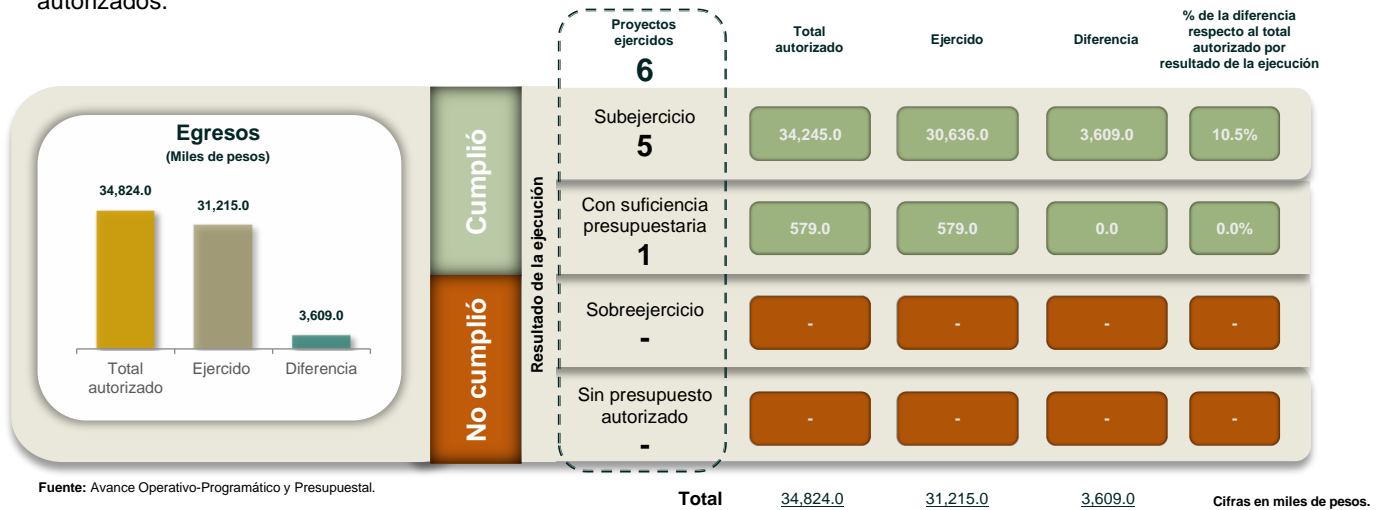 autorizados.
Proyectos
ejercidos
6
Total
autorizado
Ejercido
Diferencia
% de la diferencia
respecto al total
autorizado por
resultado de la ejecución
Egresos
(Miles de pesos)
34,824.0
31,215.0
3,609.0
Total
autorizado
Ejercido
Diferencia
Cumplió
No cumplió
Resultado de la ejecución
Subejercicio
5
34,245.0
30,636.0
3,609.0
10.5%
Con suficiencia
presupuestaria
1
579.0
579.0
0.0
0.0%
Sobreejercicio
-
-
-
-
-
Sin presupuesto
autorizado
-
-
-
-
-
Fuente: Avance Operativo-Programático y Presupuestal.
Total
34,824.0
31,215.0
3,609.0
Cifras en miles de pesos.